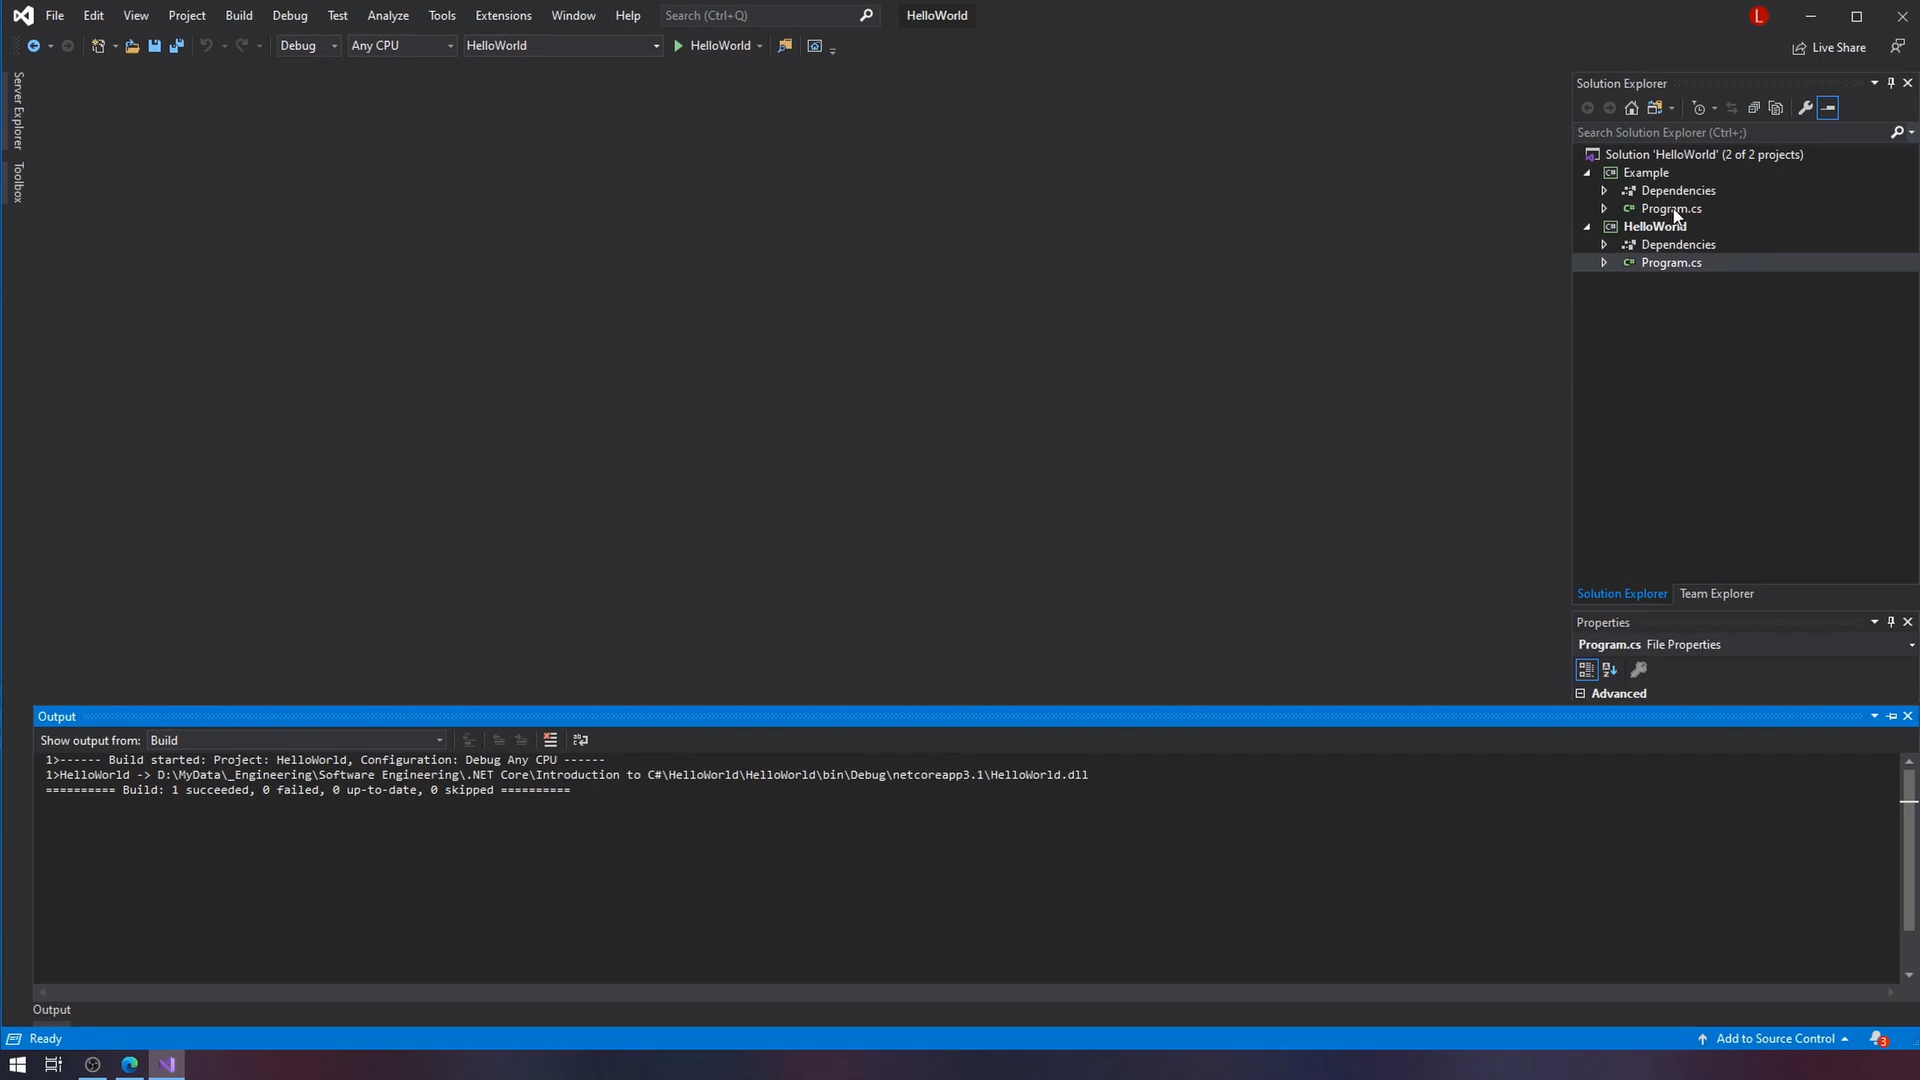 File Edit View Project Build Debug Test Analyze Tools Extensions Window Help Search (Ctrl+Q) HelloWorld L
Debug Any CPU HelloWorld HelloWorld Live Share
Server Explorer
Toolbox
Solution Explorer
Search Solution Explorer (Ctrl+;)
Solution 'HelloWorld' (2 of 2 projects)
C# Example
Dependencies
C# Program.cs
C# HelloWorld
Dependencies
C# Program.cs
Solution Explorer Team Explorer
Properties
Program.cs File Properties
Advanced
Output
Show output from: Build
1>------ Build started: Project: HelloWorld, Configuration: Debug Any CPU ------
1>HelloWorld -> D:\MyData\_Engineering\Software Engineering\.NET Core\Introduction to C#\HelloWorld\HelloWorld\bin\Debug\netcoreapp3.1\HelloWorld.dll
========== Build: 1 succeeded, 0 failed, 0 up-to-date, 0 skipped ==========
Output
Ready Add to Source Control 3